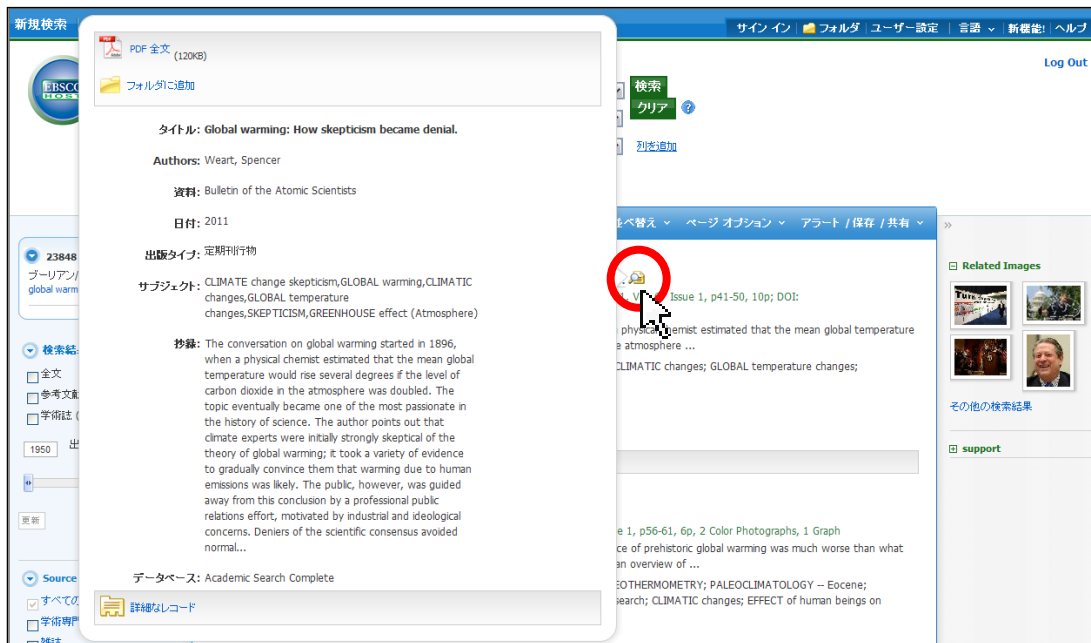 新規検索
サイン イン
フォルダ
ユーザー設定
言語
新機能!
ヘルプ
Log Out
EBSCO
HOST
検索
クリア
列を追加
PDF 全文 (120KB)
フォルダに追加
タイトル: Global warming: How skepticism became denial.
Authors: Weart, Spencer
資料: Bulletin of the Atomic Scientists
日付: 2011
出版タイプ: 定期刊行物
サブジェクト: CLIMATE change skepticism,GLOBAL warming,CLIMATIC
changes,GLOBAL temperature
changes,SKEPTICISM,GREENHOUSE effect (Atmosphere)
抄録: The conversation on global warming started in 1896,
when a physical chemist estimated that the mean global
temperature would rise several degrees if the level of
carbon dioxide in the atmosphere was doubled. The
topic eventually became one of the most passionate in
the history of science. The author points out that
climate experts were initially strongly skeptical of the
theory of global warming; it took a variety of evidence
to gradually convince them that warming due to human
emissions was likely. The public, however, was guided
away from this conclusion by a professional public
relations effort, motivated by industrial and ideological
concerns. Deniers of the scientific consensus avoided
normal...
データベース: Academic Search Complete
詳細なレコード
23848
ブーリアン/
global warm
検索結
全文
参考文献
学術誌 (
1950
出
更新
Source
すべての
学術専門
雑誌
べ替え
ページ オプション
アラート / 保存 / 共有
Issue 1, p41-50, 10p; DOI:
physical chemist estimated that the mean global temperature
e atmosphere ...
CLIMATIC changes; GLOBAL temperature changes;
e 1, p56-61, 6p, 2 Color Photographs, 1 Graph
ce of prehistoric global warming was much worse than what
an overview of ...
EOTHERMOMETRY; PALEOCLIMATOLOGY -- Eocene;
search; CLIMATIC changes; EFFECT of human beings on
Related Images
その他の検索結果
support